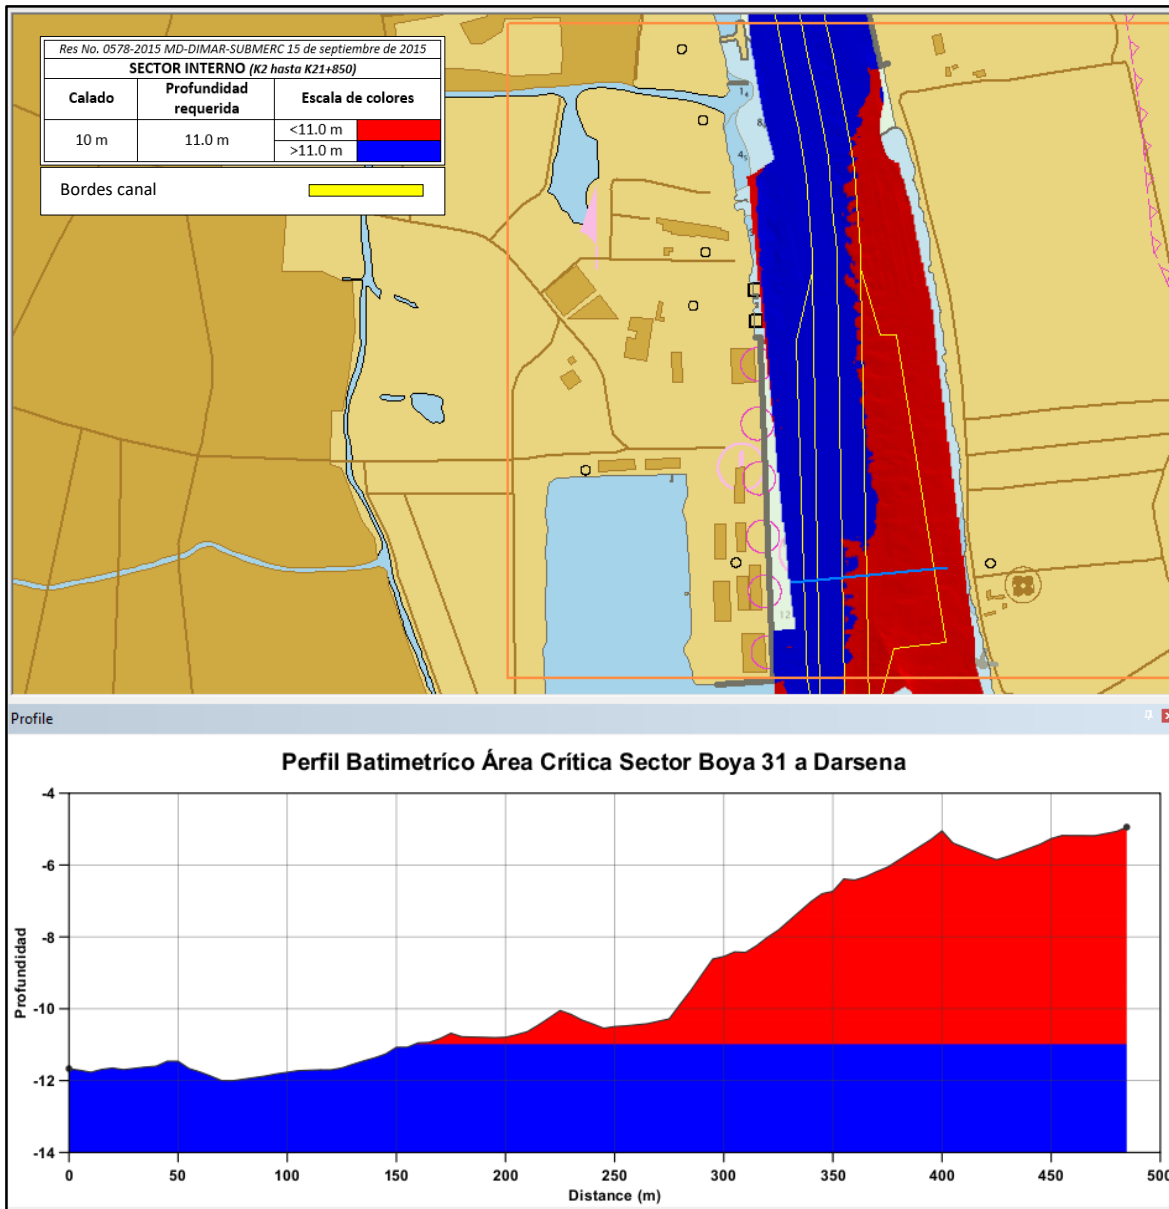 Res No. 0578-2015 MD-DIMAR-SUBMERC 15 de septiembre de 2015
SECTOR INTERNO (K2 hasta K21+850)
Calado Profundidad requerida Escala de colores
10 m 11.0 m <11.0 m
>11.0 m
Bordes canal
12
Profile
Perfil Batimetríco Área Crítica Sector Boya 31 a Darsena
Profundidad
-4
-6
-8
-10
-12
-14
0 50 100 150 200 250 300 350 400 450 500
Distance (m)